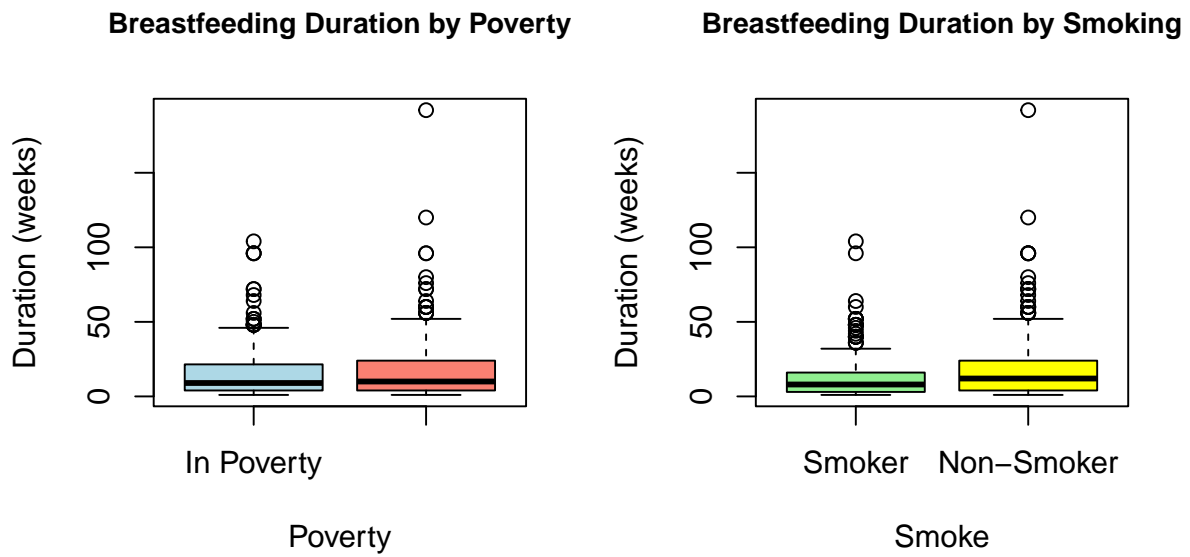 Breastfeeding Duration by Poverty
Duration (weeks)
100
50
0
In Poverty
Poverty
Breastfeeding Duration by Smoking
Duration (weeks)
100
50
0
Smoker Non−Smoker
Smoke